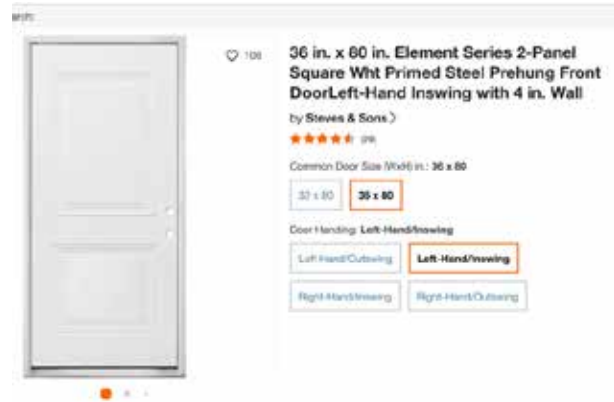 106
36 in. x 80 in. Element Series 2-Panel
Square Wht Primed Steel Prehung Front
DoorLeft-Hand Inswing with 4 in. Wall
by Steves & Sons >
Common Door Size (WxH) in.: 36 x 80
32 x 80
36 x 80
Door Handing: Left-Hand/Inswing
Left-Hand/Outswing
Left-Hand/Inswing
Right-Hand/Inswing
Right-Hand/Outswing